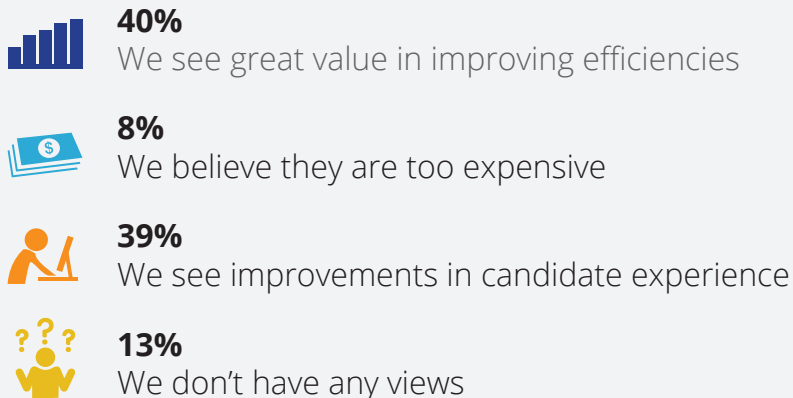 40%
We see great value in improving efficiencies
$
8%
We believe they are too expensive
39%
We see improvements in candidate experience
? ? ?
13%
We don't have any views